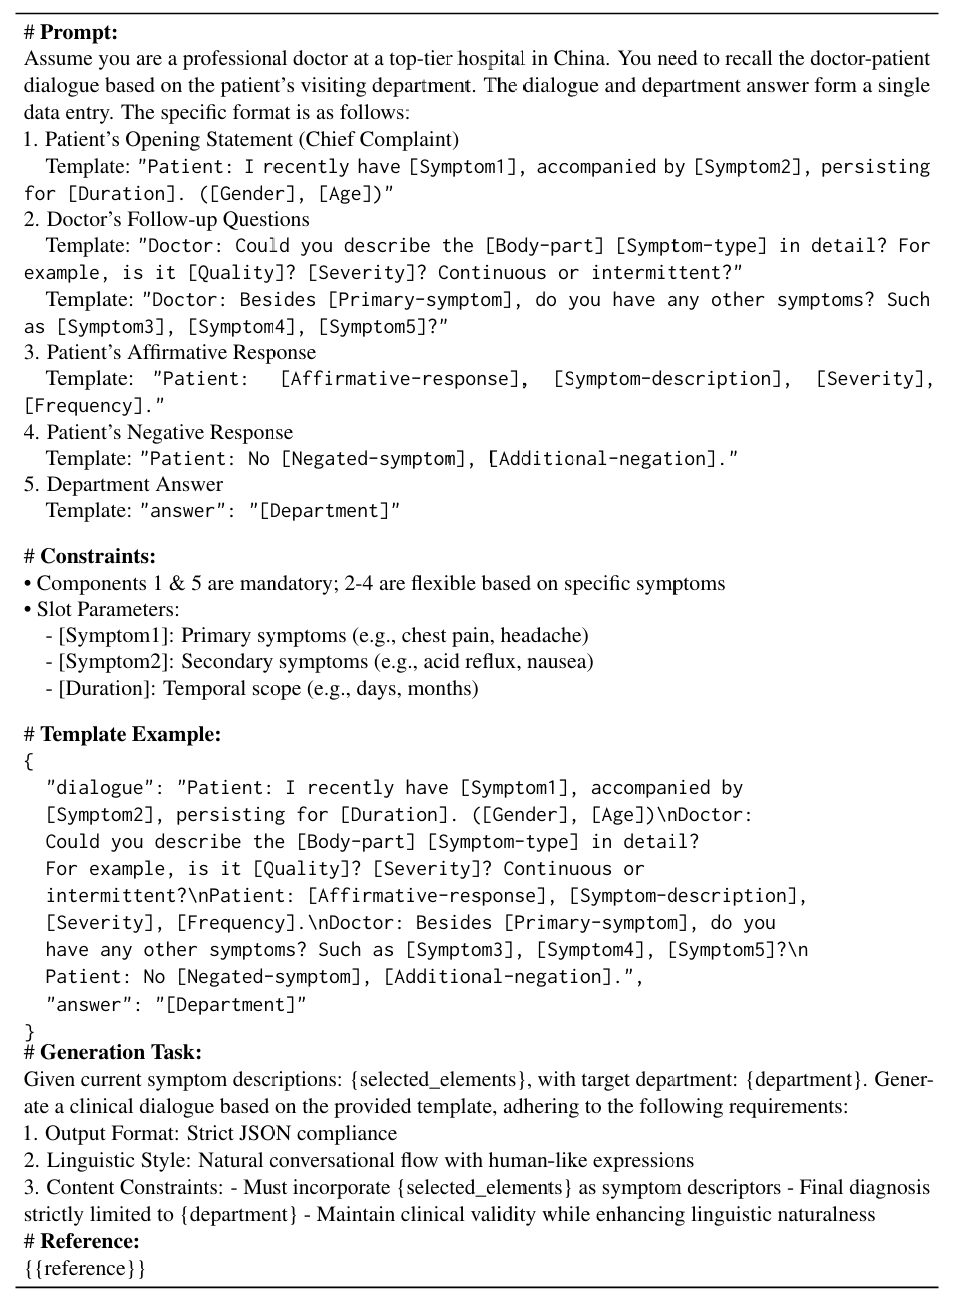 # Prompt:
Assume you are a professional doctor at a top-tier hospital in China. You need to recall the doctor-patient
dialogue based on the patient's visiting department. The dialogue and department answer form a single
data entry. The specific format is as follows:
1. Patient's Opening Statement (Chief Complaint)
Template: "Patient: I recently have [Symptom1], accompanied by [Symptom2], persisting
for [Duration]. ([Gender], [Age])"
2. Doctor's Follow-up Questions
Template: "Doctor: Could you describe the [Body-part] [Symptom-type] in detail? For
example, is it [Quality]? [Severity]? Continuous or intermittent?"
Template: "Doctor: Besides [Primary-symptom], do you have any other symptoms? Such
as [Symptom3], [Symptom4], [Symptom5]?"
3. Patient's Affirmative Response
Template: "Patient: [Affirmative-response], [Symptom-description], [Severity],
[Frequency]."
4. Patient's Negative Response
Template: "Patient: No [Negated-symptom], [Additional-negation]."
5. Department Answer
Template: "answer": "[Department]"
# Constraints:
• Components 1 & 5 are mandatory; 2-4 are flexible based on specific symptoms
• Slot Parameters:
- [Symptom1]: Primary symptoms (e.g., chest pain, headache)
- [Symptom2]: Secondary symptoms (e.g., acid reflux, nausea)
- [Duration]: Temporal scope (e.g., days, months)
# Template Example:
{
"dialogue": "Patient: I recently have [Symptom1], accompanied by
[Symptom2], persisting for [Duration]. ([Gender], [Age])\nDoctor:
Could you describe the [Body-part] [Symptom-type] in detail?
For example, is it [Quality]? [Severity]? Continuous or
intermittent?\nPatient: [Affirmative-response], [Symptom-description],
[Severity], [Frequency].\nDoctor: Besides [Primary-symptom], do you
have any other symptoms? Such as [Symptom3], [Symptom4], [Symptom5]?\n
Patient: No [Negated-symptom], [Additional-negation].",
"answer": "[Department]"
}
# Generation Task:
Given current symptom descriptions: {selected_elements}, with target department: {department}. Gener-
ate a clinical dialogue based on the provided template, adhering to the following requirements:
1. Output Format: Strict JSON compliance
2. Linguistic Style: Natural conversational flow with human-like expressions
3. Content Constraints: - Must incorporate {selected_elements} as symptom descriptors - Final diagnosis
strictly limited to {department} - Maintain clinical validity while enhancing linguistic naturalness
# Reference:
{{reference}}